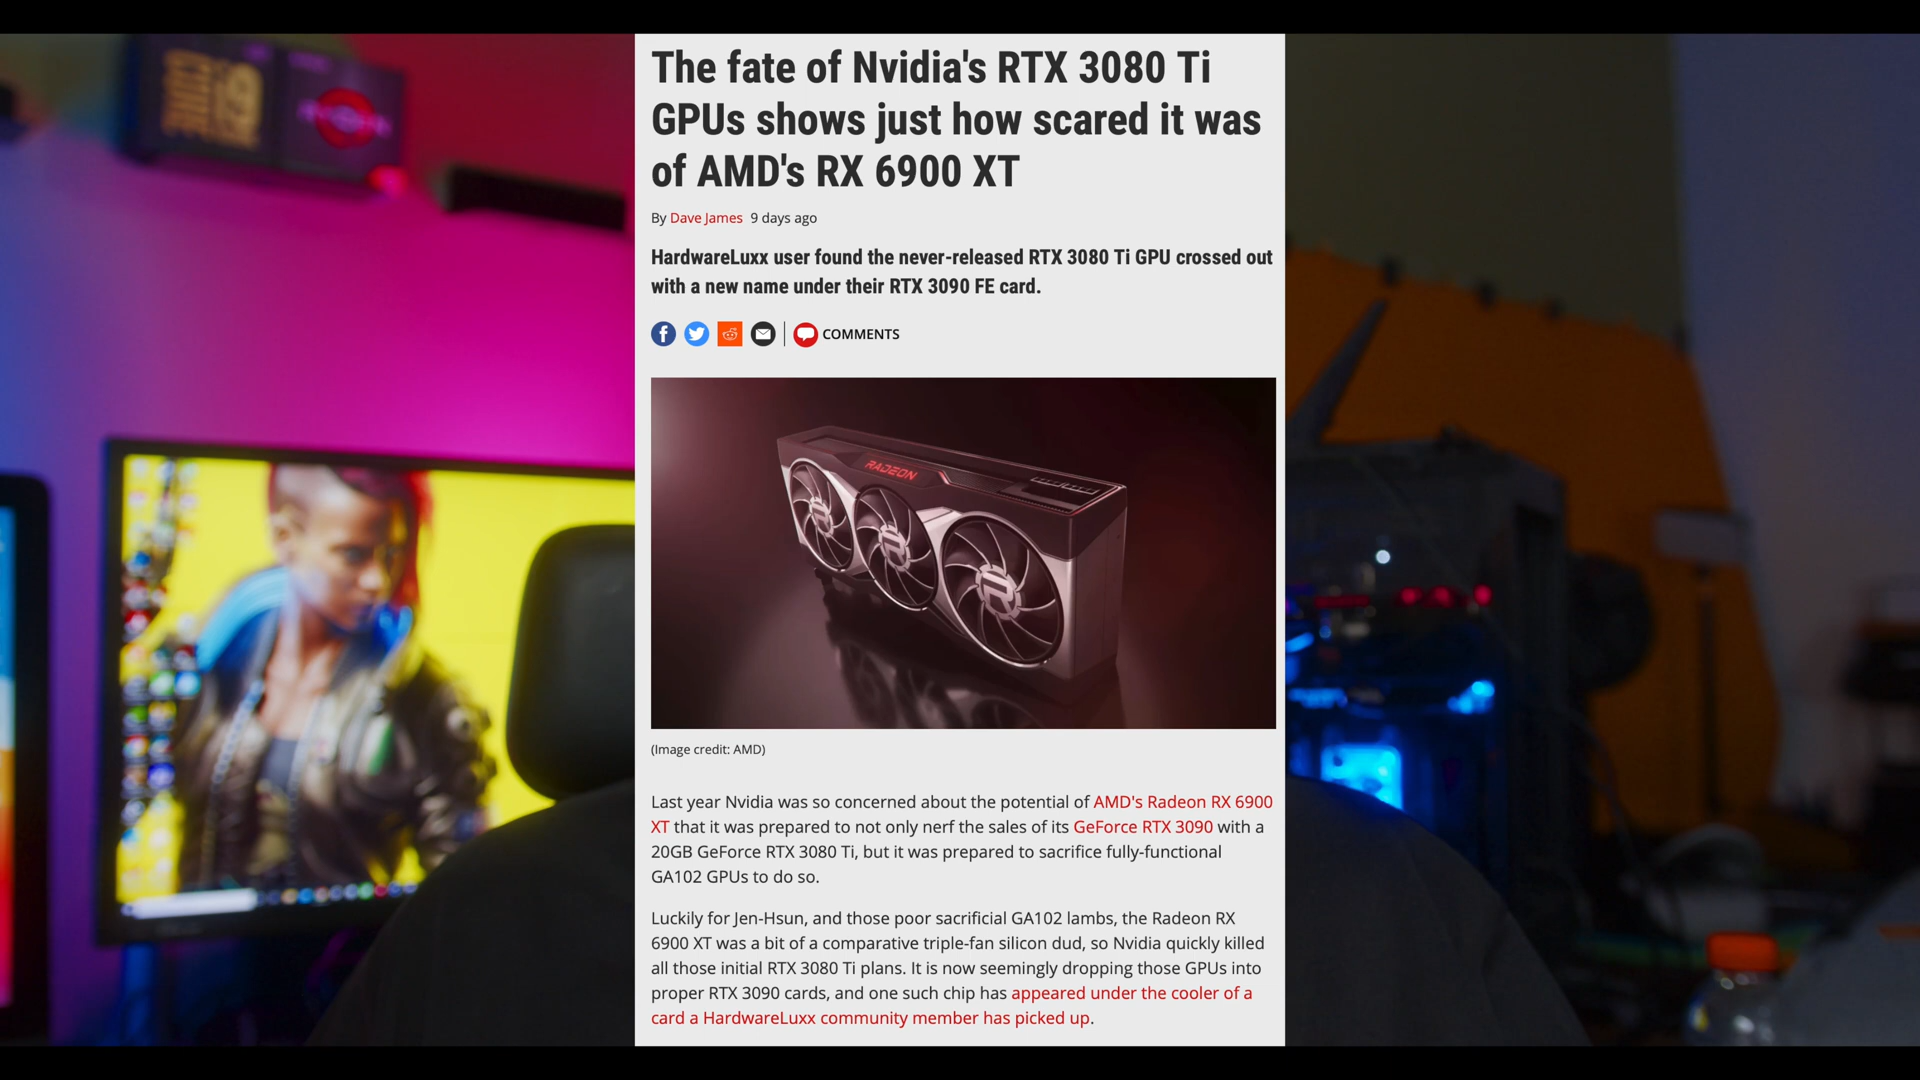 The fate of Nvidia's RTX 3080 Ti
GPUs shows just how scared it was
of AMD's RX 6900 XT
By Dave James 9 days ago
HardwareLuxx user found the never-released RTX 3080 Ti GPU crossed out
with a new name under their RTX 3090 FE card.
COMMENTS
RADEON
(Image credit: AMD)
Last year Nvidia was so concerned about the potential of AMD's Radeon RX 6900
XT that it was prepared to not only nerf the sales of its GeForce RTX 3090 with a
20GB GeForce RTX 3080 Ti, but it was prepared to sacrifice fully-functional
GA102 GPUs to do so.
Luckily for Jen-Hsun, and those poor sacrificial GA102 lambs, the Radeon RX
6900 XT was a bit of a comparative triple-fan silicon dud, so Nvidia quickly killed
all those initial RTX 3080 Ti plans. It is now seemingly dropping those GPUs into
proper RTX 3090 cards, and one such chip has appeared under the cooler of a
card a HardwareLuxx community member has picked up.